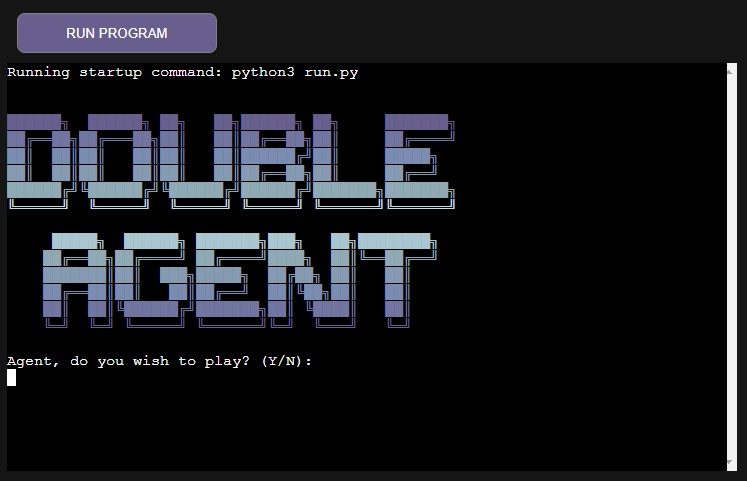 RUN PROGRAM
Running startup command: python3 run.py
DOUBLE
AGENT
Agent, do you wish to play? (Y/N):